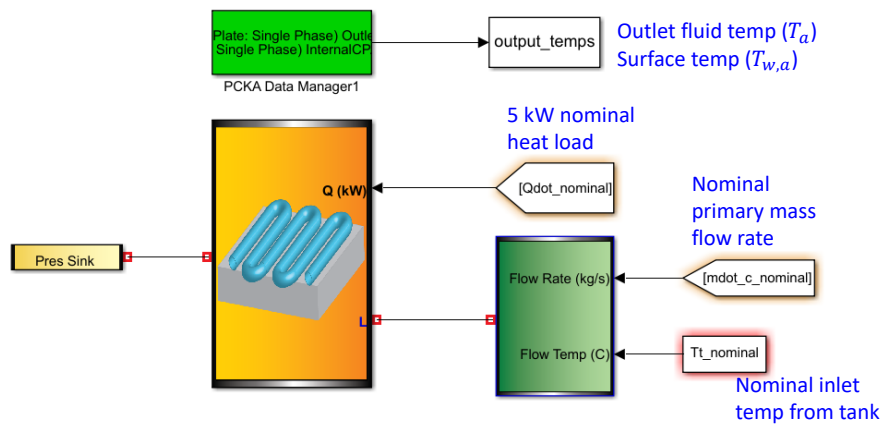 Plate: Single Phase) Outle
Single Phase) InternalCP
PCKA Data Manager1
output_temps
Outlet fluid temp (Tₐ)
Surface temp (T_{w,a})
5 kW nominal
heat load
Q (kW)
[Qdot_nominal]
Nominal
primary mass
flow rate
Pres Sink
Flow Rate (kg/s)
[mdot_c_nominal]
L
Flow Temp (C)
Tt_nominal
Nominal inlet
temp from tank